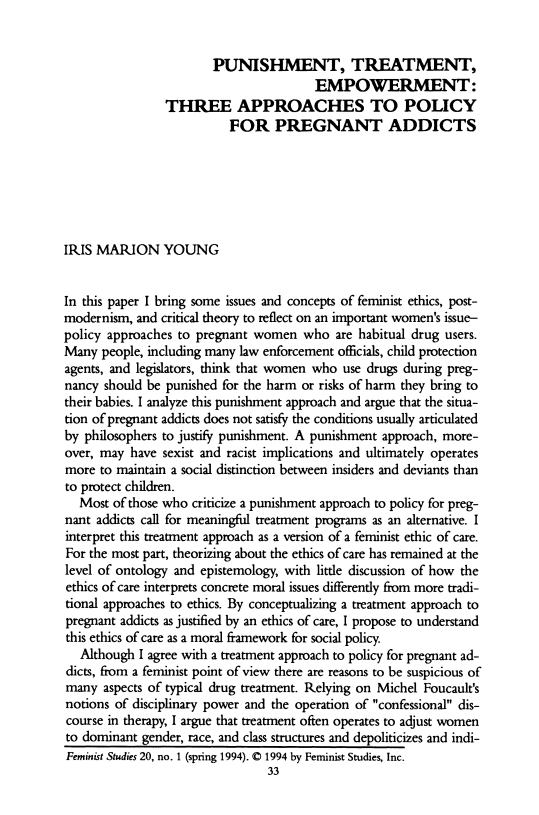 PUNISHMENT, TREATMENT,
EMPOWERMENT:
THREE APPROACHES TO POLICY
FOR PREGNANT ADDICTS
IRIS MARION YOUNG
In this paper I bring some issues and concepts of feminist ethics, post-
modernism, and critical theory to reflect on an important women's issue–
policy approaches to pregnant women who are habitual drug users.
Many people, including many law enforcement officials, child protection
agents, and legislators, think that women who use drugs during preg-
nancy should be punished for the harm or risks of harm they bring to
their babies. I analyze this punishment approach and argue that the situa-
tion of pregnant addicts does not satisfy the conditions usually articulated
by philosophers to justify punishment. A punishment approach, more-
over, may have sexist and racist implications and ultimately operates
more to maintain a social distinction between insiders and deviants than
to protect children.
Most of those who criticize a punishment approach to policy for preg-
nant addicts call for meaningful treatment programs as an alternative. I
interpret this treatment approach as a version of a feminist ethic of care.
For the most part, theorizing about the ethics of care has remained at the
level of ontology and epistemology, with little discussion of how the
ethics of care interprets concrete moral issues differently from more tradi-
tional approaches to ethics. By conceptualizing a treatment approach to
pregnant addicts as justified by an ethics of care, I propose to understand
this ethics of care as a moral framework for social policy.
Although I agree with a treatment approach to policy for pregnant ad-
dicts, from a feminist point of view there are reasons to be suspicious of
many aspects of typical drug treatment. Relying on Michel Foucault's
notions of disciplinary power and the operation of "confessional" dis-
course in therapy, I argue that treatment often operates to adjust women
to dominant gender, race, and class structures and depoliticizes and indi-
Feminist Studies 20, no. 1 (spring 1994). © 1994 by Feminist Studies, Inc.
33